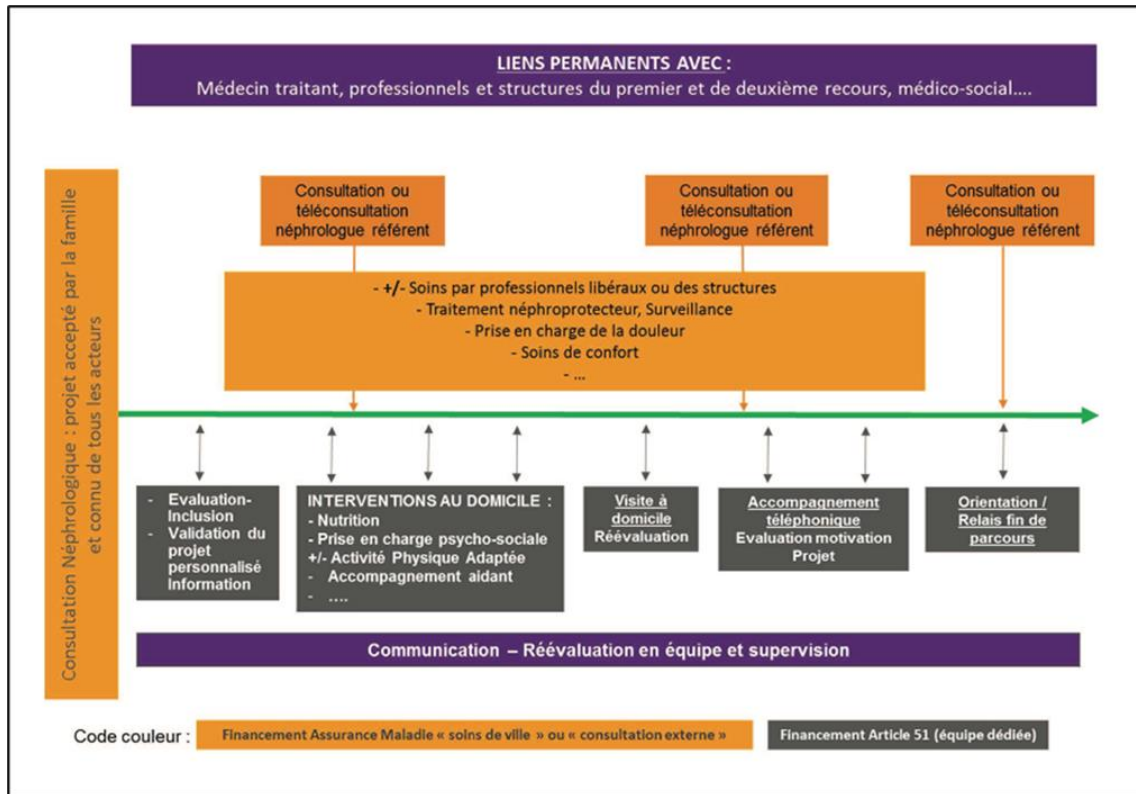 LIENS PERMANENTS AVEC :
Médecin traitant, professionnels et structures du premier et de deuxième recours, médico-social....
Consultation Néphrologique : projet accepté par la famille
et connu de tous les acteurs
Consultation ou
téléconsultation
néphrologue référent
Consultation ou
téléconsultation
néphrologue référent
Consultation ou
téléconsultation
néphrologue référent
- +/- Soins par professionnels libéraux ou des structures
- Traitement néphroprotecteur, Surveillance
- Prise en charge de la douleur
- Soins de confort
- ...
- Evaluation-
Inclusion
- Validation du
projet
personnalisé
Information
INTERVENTIONS AU DOMICILE :
- Nutrition
- Prise en charge psycho-sociale
+/- Activité Physique Adaptée
- Accompagnement aidant
- ....
Visite à
domicile
Réévaluation
Accompagnement
téléphonique
Evaluation motivation
Projet
Orientation /
Relais fin de
parcours
Communication – Réévaluation en équipe et supervision
Code couleur :
Financement Assurance Maladie « soins de ville » ou « consultation externe »
Financement Article 51 (équipe dédiée)